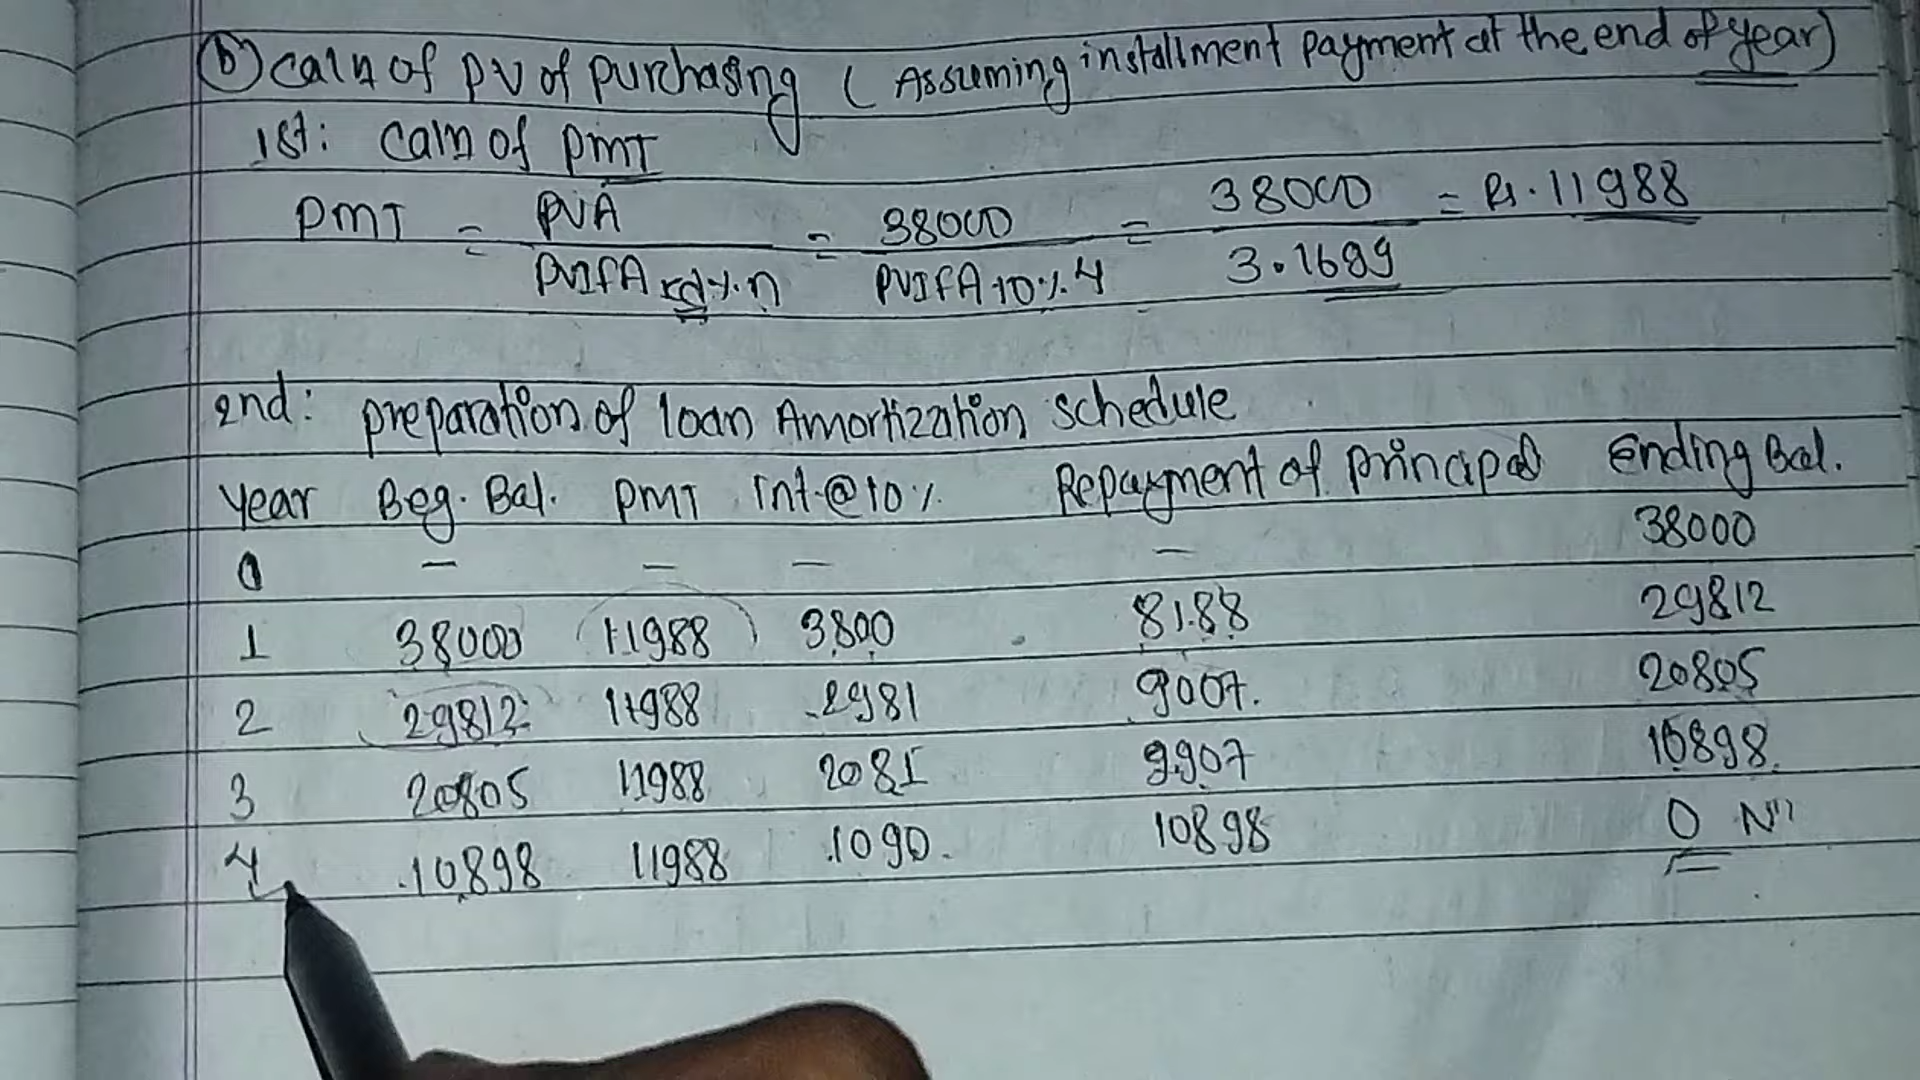 (b) Caln of PV of purchasing ( Assuming installment payment at the end of year)
1st: Caln of PMT
PMT = PVA / PVIFA rd%.n = 38000 / PVIFA 10%.4 = 38000 / 3.1699 = Rs. 11988
2nd: preparation of loan Amortization schedule
Year Beg. Bal. PMT Int.@10% Repayment of principal Ending Bal.
0 — — — — 38000
1 38000 11988 3800 8188 29812
2 29812 11988 2981 9007 20805
3 20805 11988 2081 9907 10898
4 10898 11988 1090 10898 0 Nil